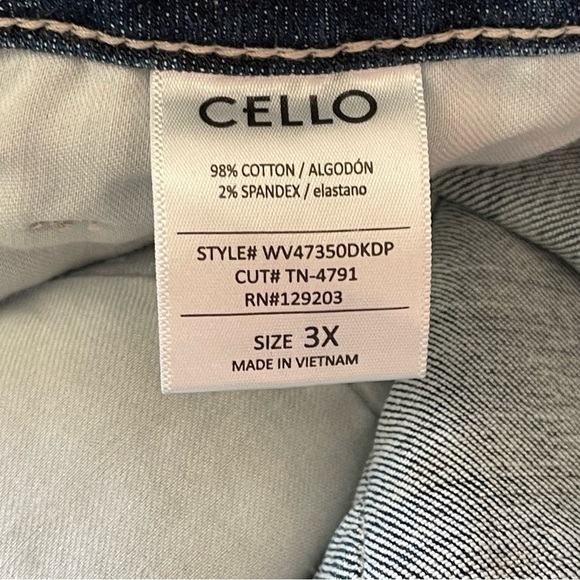 CELLO
98% COTTON / ALGODÓN
2% SPANDEX / elastano
STYLE# WV47350DKDP
CUT# TN-4791
RN#129203
SIZE 3X
MADE IN VIETNAM